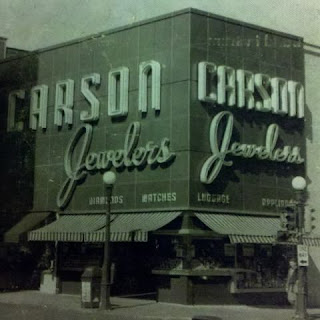 CARSON
Jewelers
DIAMONDS WATCHES
CARSON
Jewelers
LUGGAGE APPLIANCES